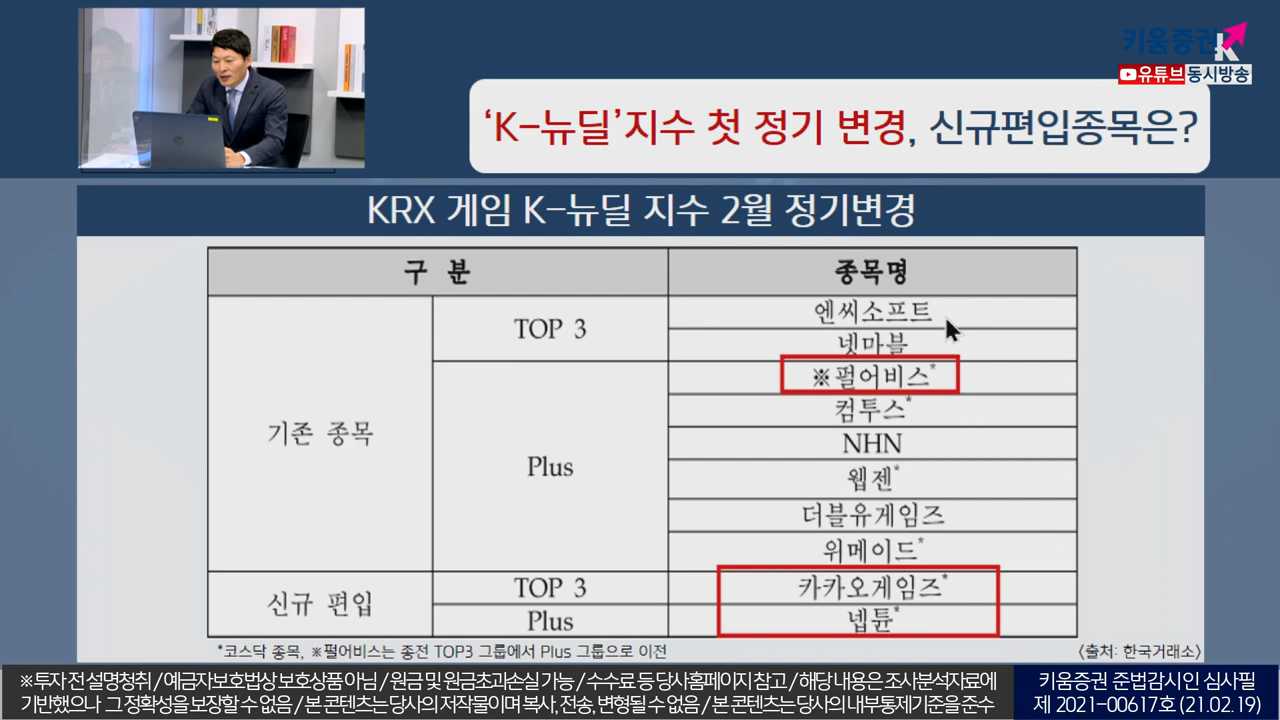 키움증권
유튜브 동시방송
‘K-뉴딜’지수 첫 정기 변경, 신규편입종목은?
KRX 게임 K-뉴딜 지수 2월 정기변경
구 분 종목명
기존 종목 TOP 3 엔씨소프트
넷마블
Plus ※펄어비스*
컴투스*
NHN
웹젠*
더블유게임즈
위메이드*
신규 편입 TOP 3 카카오게임즈*
Plus 넵튠*
*코스닥 종목, ※펄어비스는 종전 TOP3 그룹에서 Plus 그룹으로 이전 <출처: 한국거래소>
※투자 전 설명청취 / 예금자보호법상 보호상품 아님 / 원금 및 원금초과손실 가능 / 수수료 등 당사홈페이지 참고 / 해당 내용은 조사분석자료에
기반했으나 그 정확성을 보장할 수 없음 / 본 콘텐츠는 당사의 저작물이며 복사, 전송, 변형될 수 없음 / 본 콘텐츠는 당사의 내부통제기준을 준수
키움증권 준법감시인 심사필
제 2021-00617호 (21.02.19)